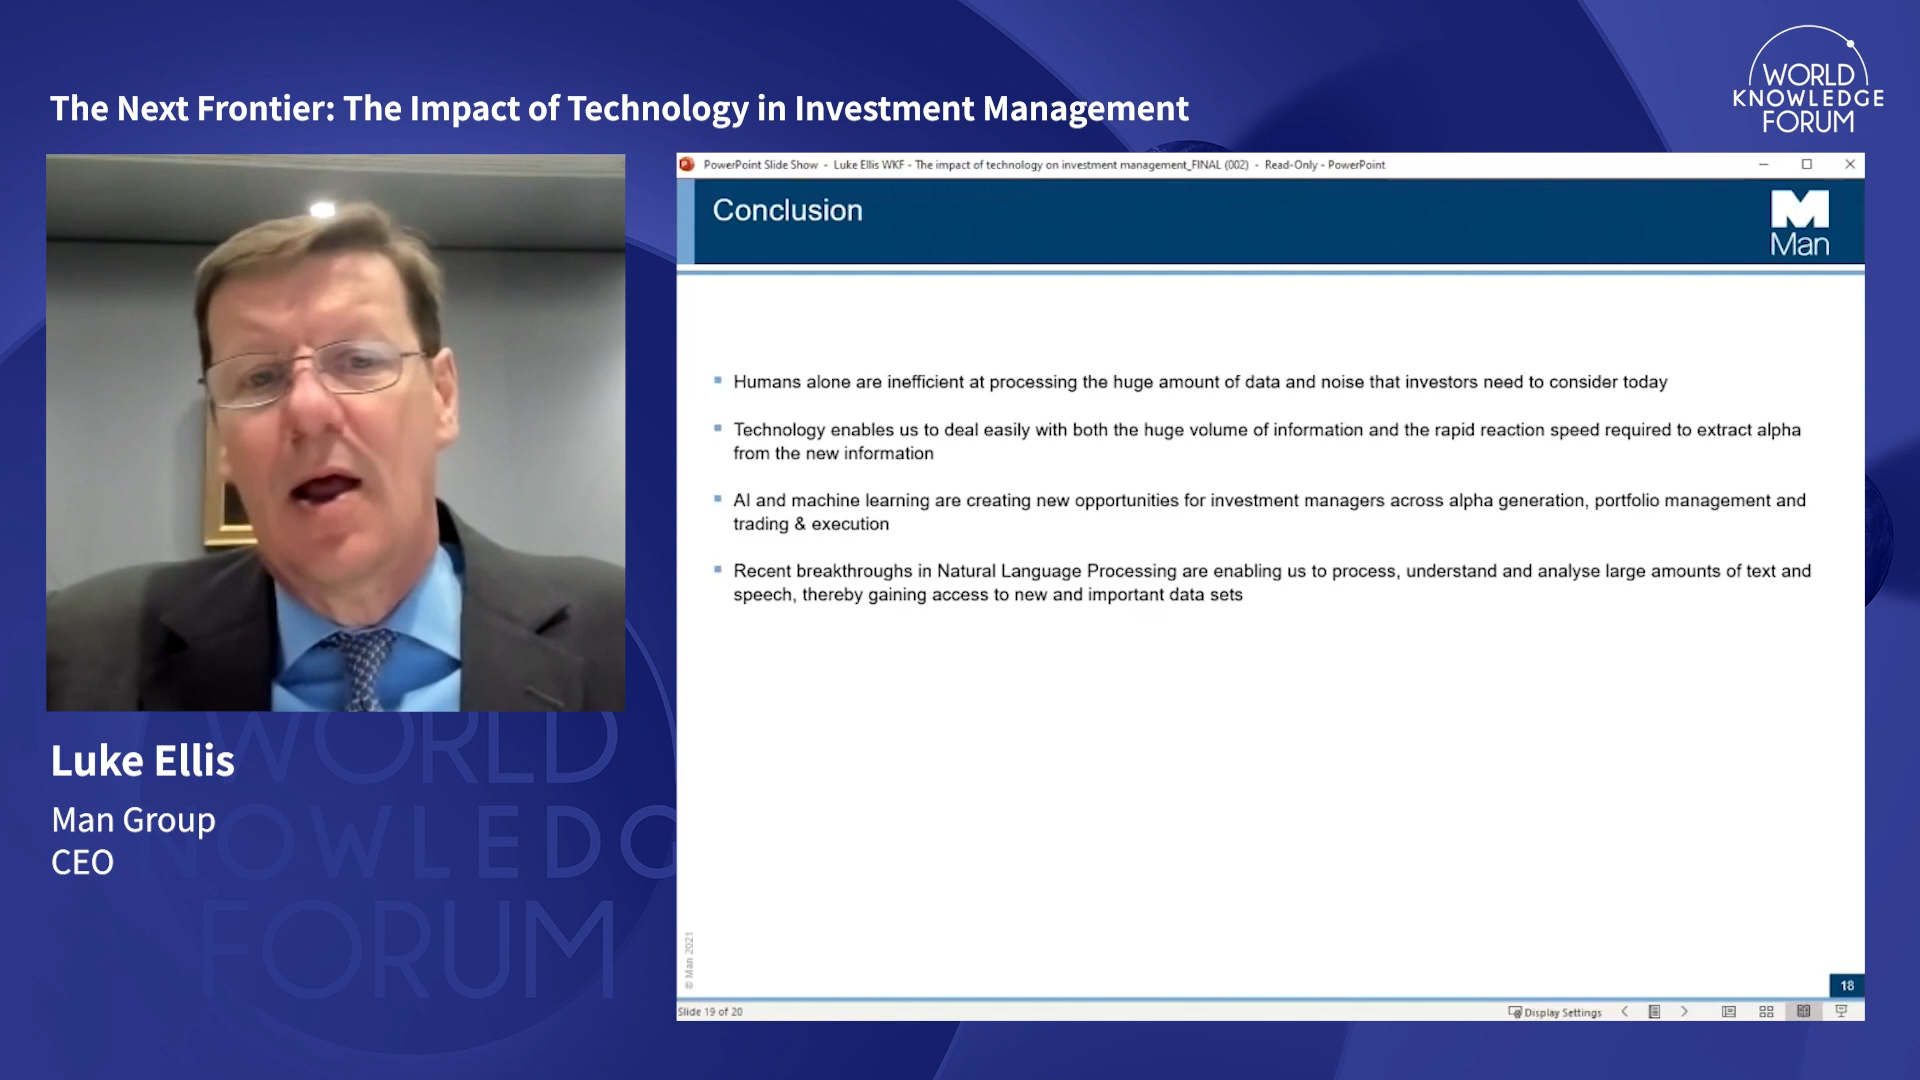 The Next Frontier: The Impact of Technology in Investment Management
WORLD
KNOWLEDGE
FORUM
PowerPoint Slide Show - Luke Ellis WKF - The impact of technology on investment management_FINAL (002) - Read-Only - PowerPoint
Conclusion
M
Man
Humans alone are inefficient at processing the huge amount of data and noise that investors need to consider today
Technology enables us to deal easily with both the huge volume of information and the rapid reaction speed required to extract alpha
from the new information
AI and machine learning are creating new opportunities for investment managers across alpha generation, portfolio management and
trading & execution
Recent breakthroughs in Natural Language Processing are enabling us to process, understand and analyse large amounts of text and
speech, thereby gaining access to new and important data sets
© Man 2021
18
Slide 19 of 20
Display Settings
Luke Ellis
Man Group
CEO
WORLD
NOWLEDG
FORUM